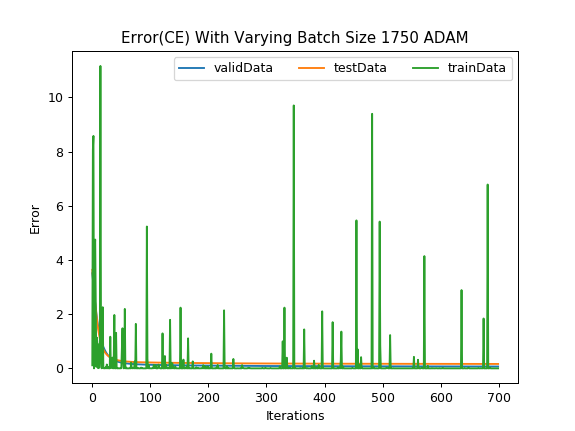 Error(CE) With Varying Batch Size 1750 ADAM
validData testData trainData
10
8
6
4
2
0
Error
0 100 200 300 400 500 600 700
Iterations